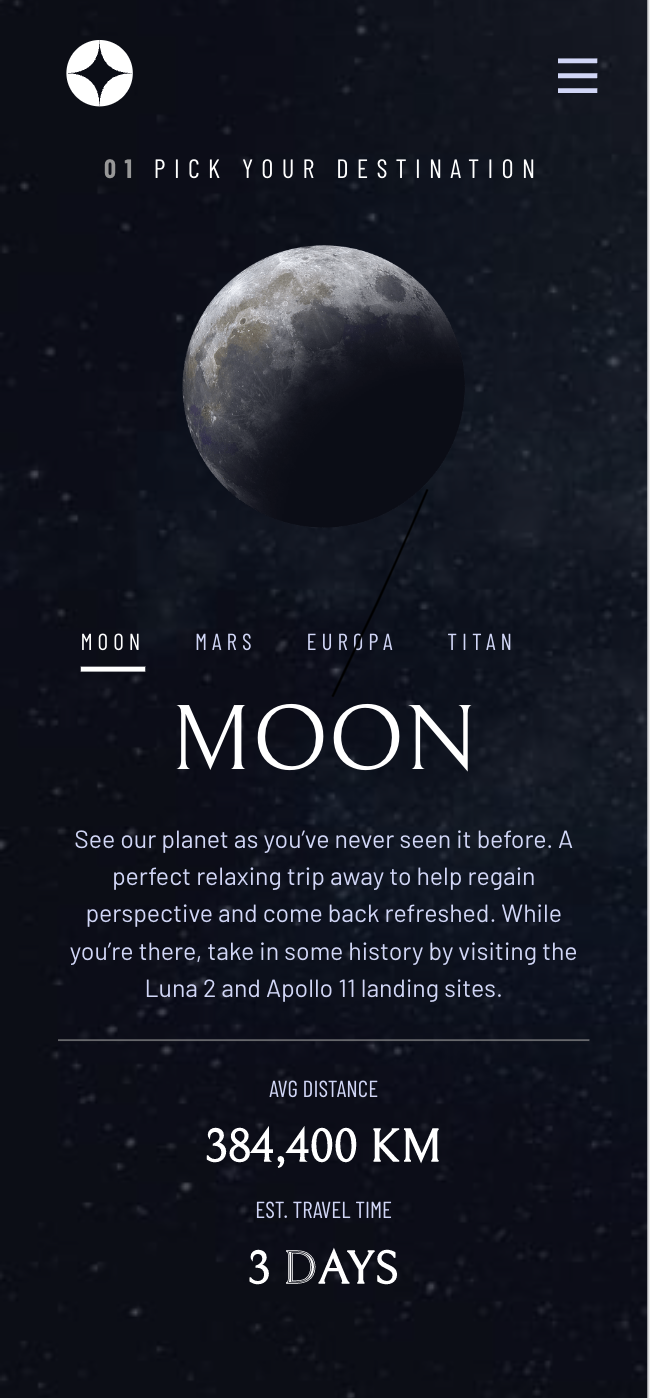 01 PICK YOUR DESTINATION
MOON MARS EUROPA TITAN
MOON
See our planet as you’ve never seen it before. A
perfect relaxing trip away to help regain
perspective and come back refreshed. While
you’re there, take in some history by visiting the
Luna 2 and Apollo 11 landing sites.
AVG DISTANCE
384,400 KM
EST. TRAVEL TIME
3 DAYS